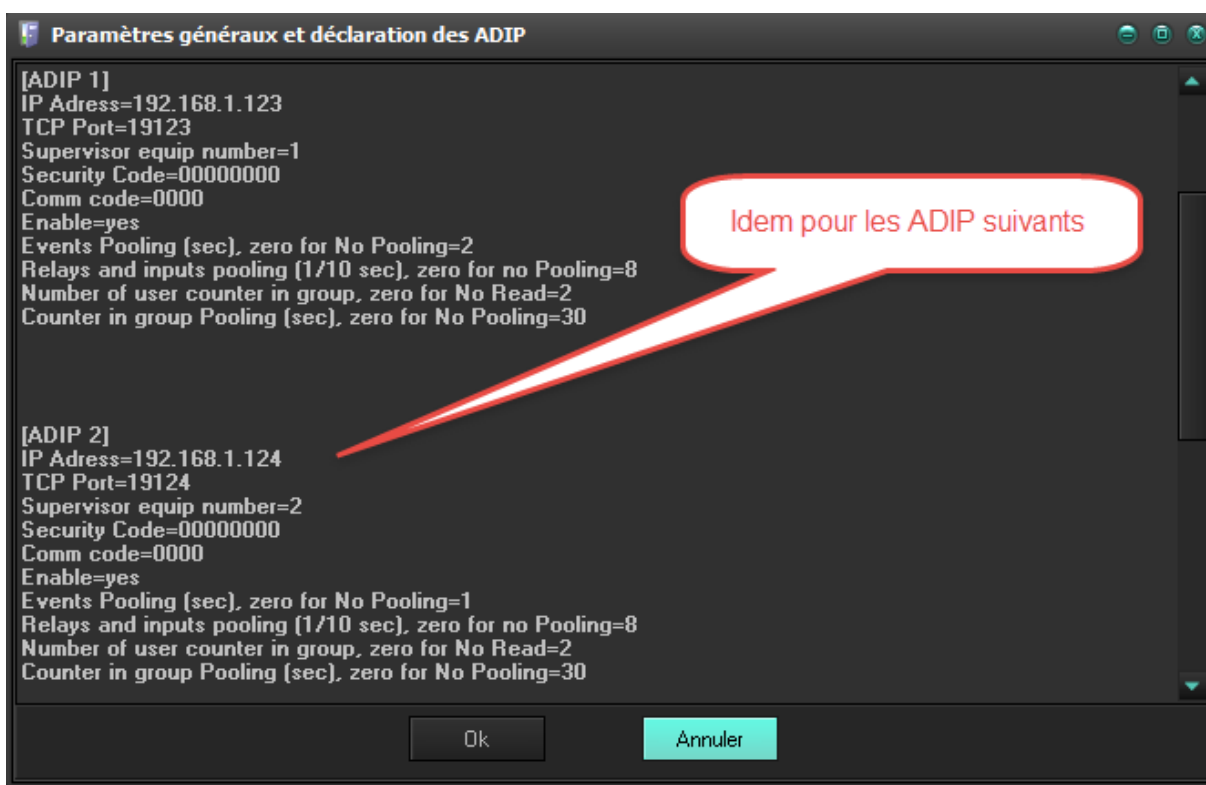 Paramètres généraux et déclaration des ADIP
[ADIP 1]
IP Adress=192.168.1.123
TCP Port=19123
Supervisor equip number=1
Security Code=00000000
Comm code=0000
Enable=yes
Events Pooling (sec), zero for No Pooling=2
Relays and inputs pooling (1/10 sec), zero for no Pooling=8
Number of user counter in group, zero for No Read=2
Counter in group Pooling (sec), zero for No Pooling=30
Idem pour les ADIP suivants
[ADIP 2]
IP Adress=192.168.1.124
TCP Port=19124
Supervisor equip number=2
Security Code=00000000
Comm code=0000
Enable=yes
Events Pooling (sec), zero for No Pooling=1
Relays and inputs pooling (1/10 sec), zero for no Pooling=8
Number of user counter in group, zero for No Read=2
Counter in group Pooling (sec), zero for No Pooling=30
Ok
Annuler